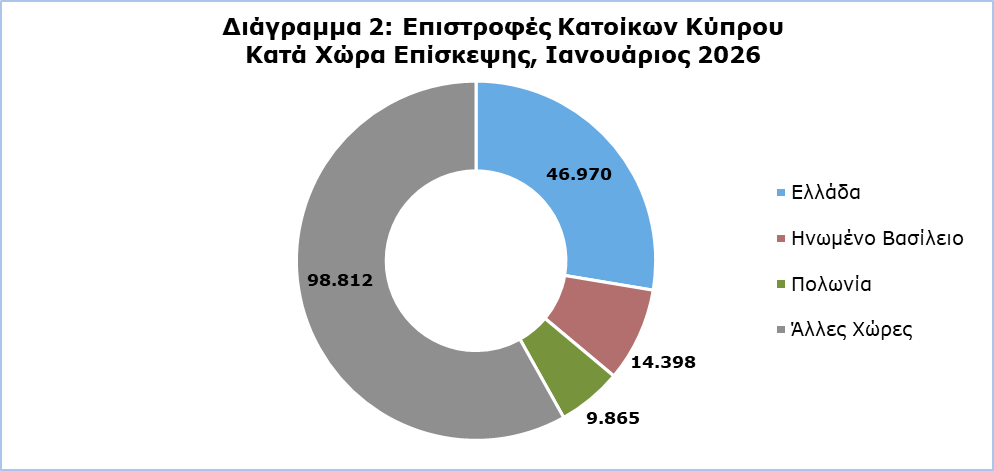 Διάγραμμα 2: Επιστροφές Κατοίκων Κύπρου
Κατά Χώρα Επίσκεψης, Ιανουάριος 2026
46.970
98.812
14.398
9.865
Ελλάδα
Ηνωμένο Βασίλειο
Πολωνία
Άλλες Χώρες